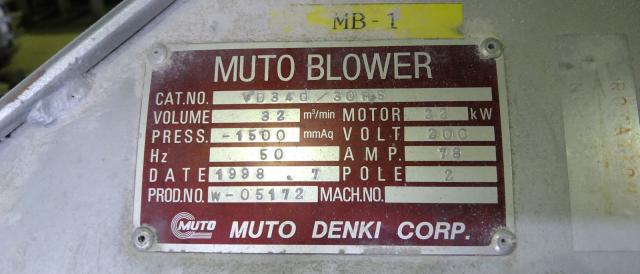 MB-1
MUTO BLOWER
CAT.NO.
VOLUME 32 m³/min MOTOR 22 kW
PRESS. -1500 mmAq VOLT 200
Hz 50 AMP. 78
DATE 1998.7 POLE 2
PROD.NO. W-05172 MACH.NO.
MUTO MUTO DENKI CORP.